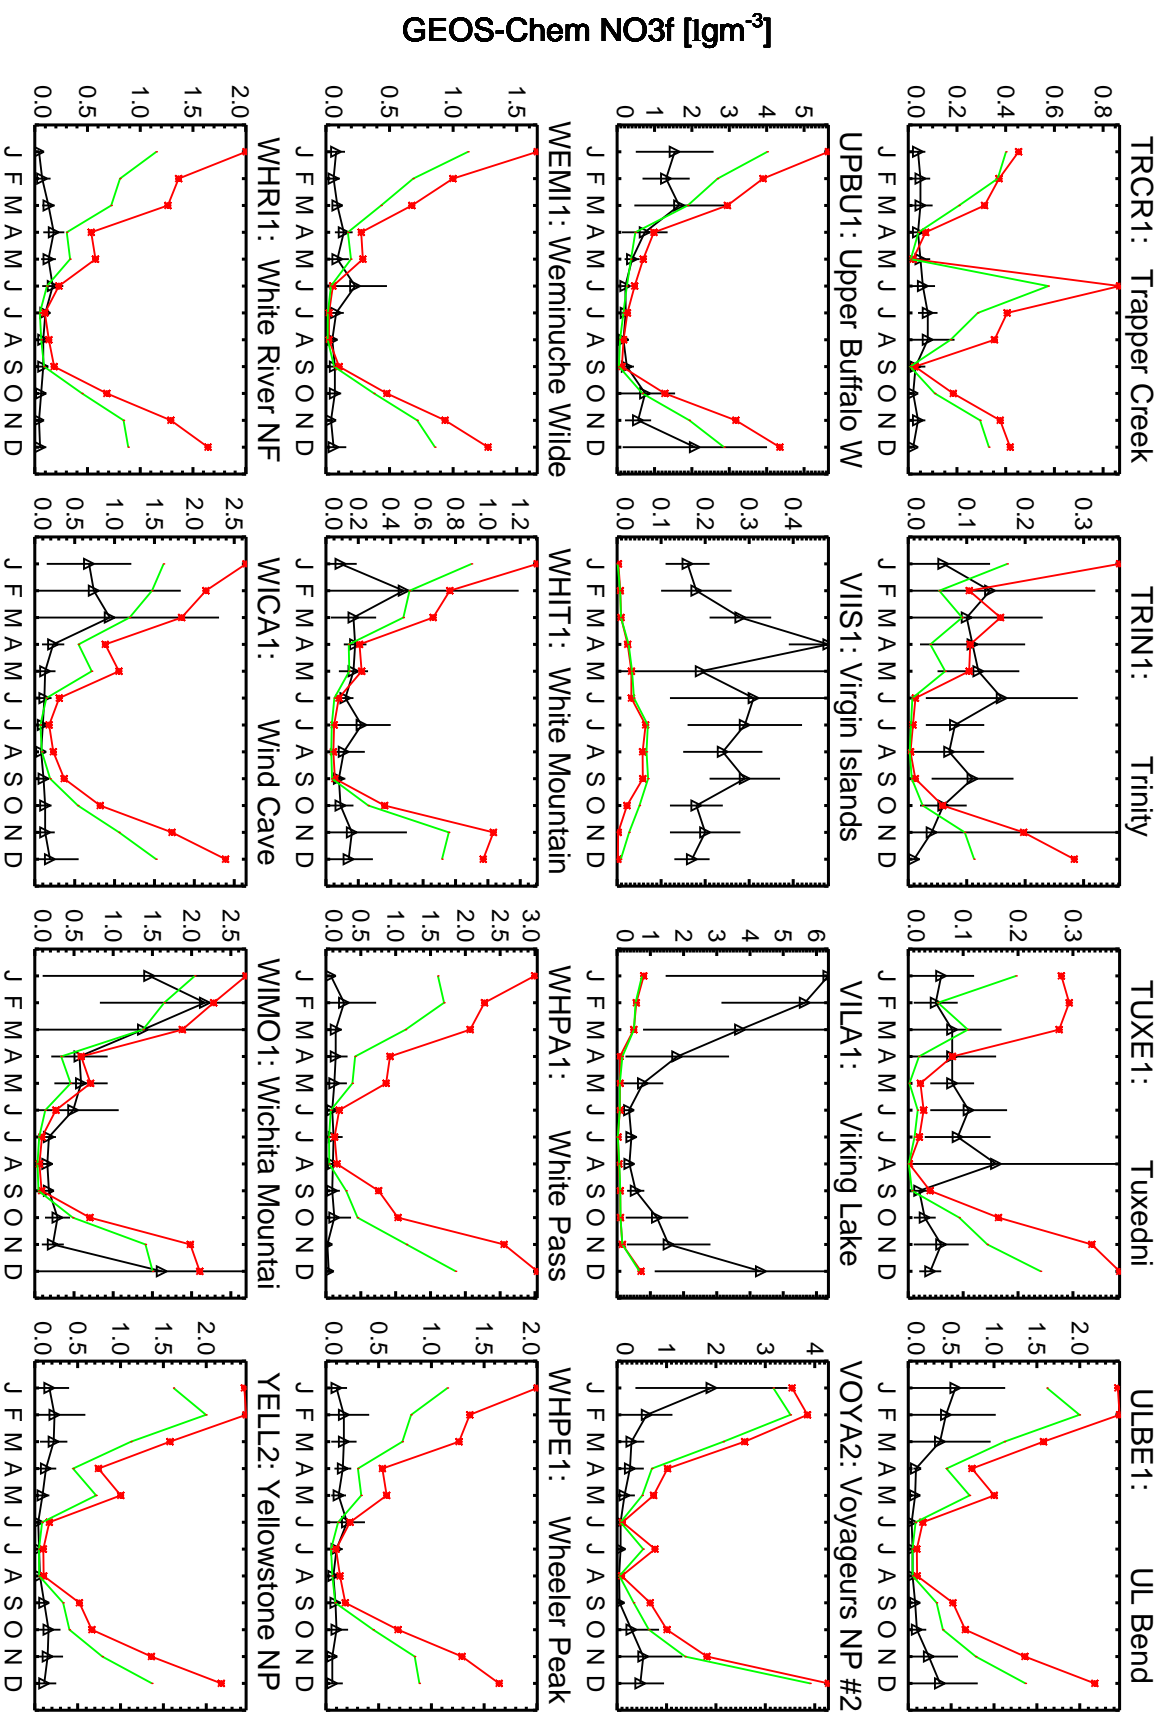 GEOS-Chem NO3f [lgm-3]
TRCR1: Trapper Creek
0.8
0.6
0.4
0.2
0.0
J F M A M J J A S O N D
TRIN1: Trinity
0.3
0.2
0.1
0.0
J F M A M J J A S O N D
TUXE1: Tuxedni
0.3
0.2
0.1
0.0
J F M A M J J A S O N D
ULBE1: UL Bend
2.0
1.5
1.0
0.5
0.0
J F M A M J J A S O N D
UPBU1: Upper Buffalo W
5
4
3
2
1
0
J F M A M J J A S O N D
VIIS1: Virgin Islands
0.4
0.3
0.2
0.1
0.0
J F M A M J J A S O N D
VILA1: Viking Lake
6
5
4
3
2
1
0
J F M A M J J A S O N D
VOYA2: Voyageurs NP #2
4
3
2
1
0
J F M A M J J A S O N D
WEMI1: Weminuche Wilde
1.5
1.0
0.5
0.0
J F M A M J J A S O N D
WHIT1: White Mountain
1.2
1.0
0.8
0.6
0.4
0.2
0.0
J F M A M J J A S O N D
WHPA1: White Pass
3.0
2.5
2.0
1.5
1.0
0.5
0.0
J F M A M J J A S O N D
WHPE1: Wheeler Peak
2.0
1.5
1.0
0.5
0.0
J F M A M J J A S O N D
WHRI1: White River NF
2.0
1.5
1.0
0.5
0.0
J F M A M J J A S O N D
WICA1: Wind Cave
2.5
2.0
1.5
1.0
0.5
0.0
J F M A M J J A S O N D
WIMO1: Wichita Mountai
2.5
2.0
1.5
1.0
0.5
0.0
J F M A M J J A S O N D
YELL2: Yellowstone NP
2.0
1.5
1.0
0.5
0.0
J F M A M J J A S O N D